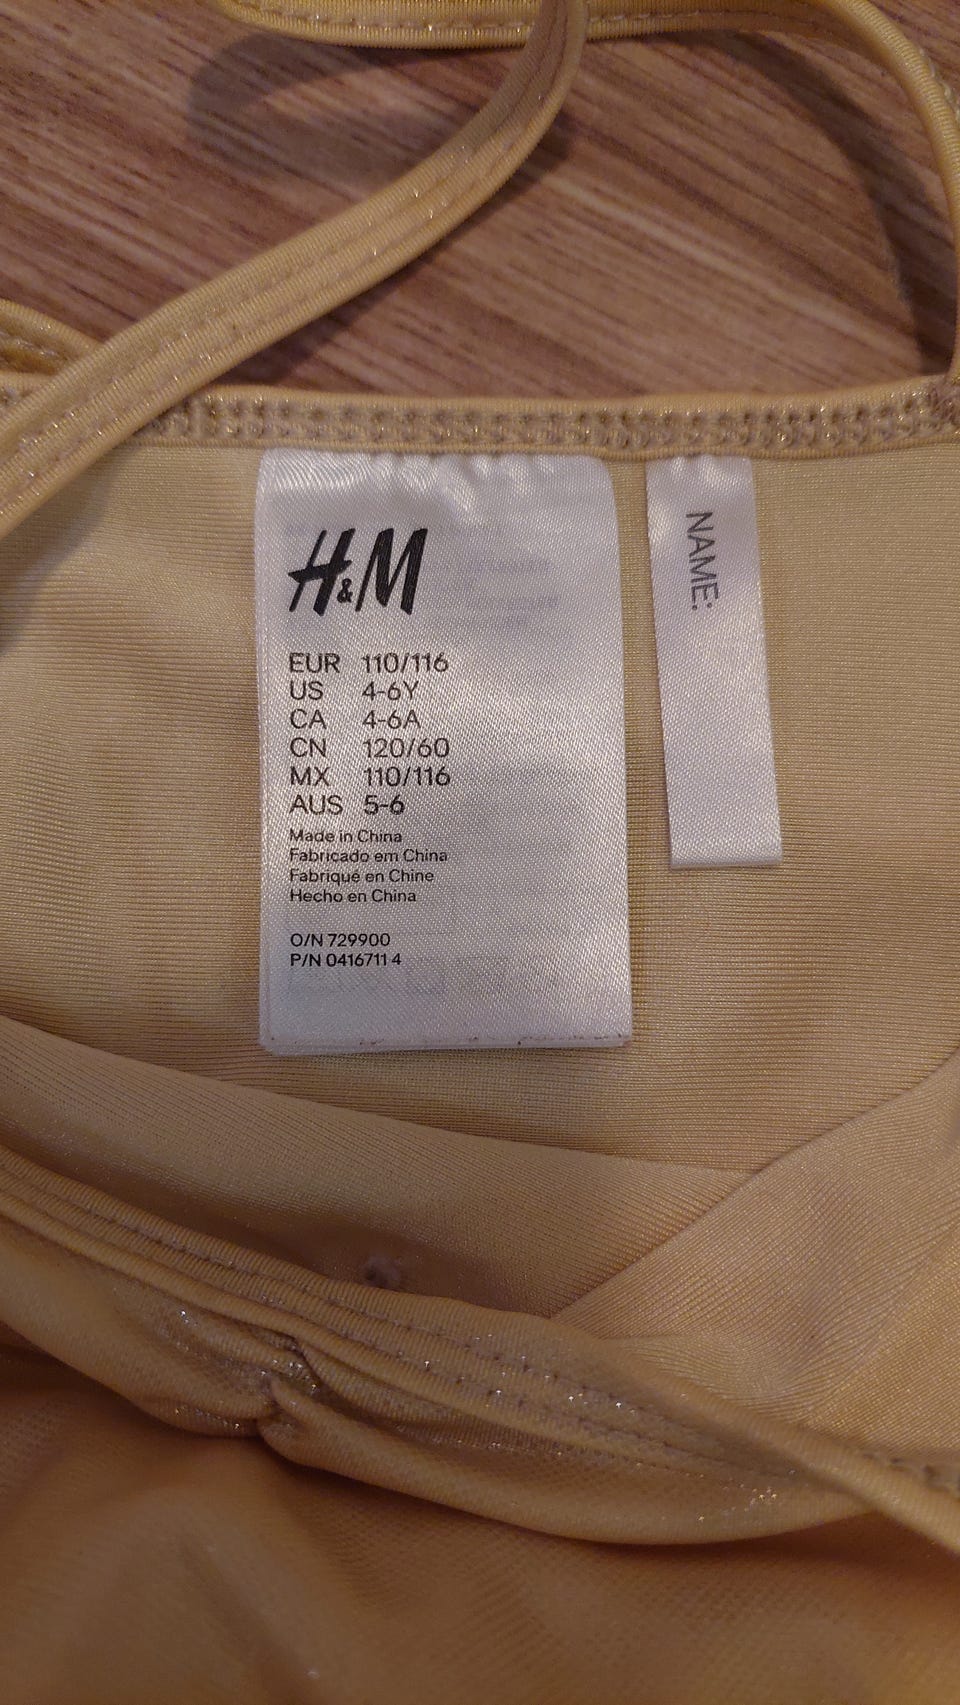 H&M
EUR 110/116
US 4-6Y
CA 4-6A
CN 120/60
MX 110/116
AUS 5-6
Made in China
Fabricado em China
Fabriqué en Chine
Hecho en China
O/N 729900
P/N 0416711 4
NAME: